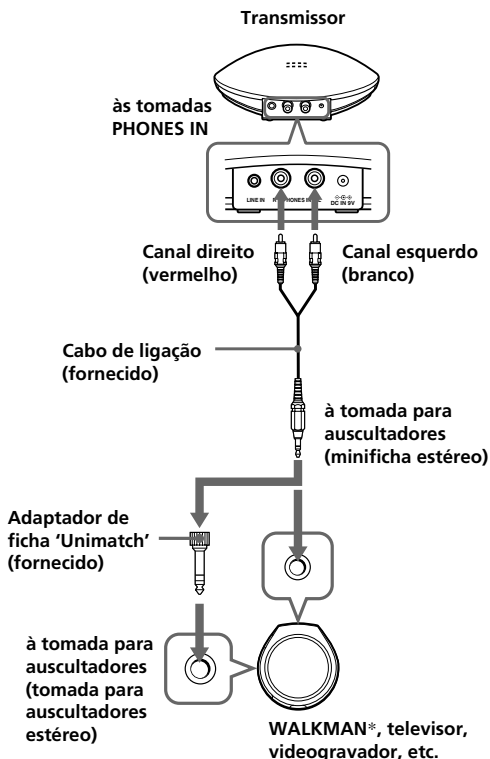 Transmissor
às tomadas
PHONES IN
LINE IN
PHONES IN
DC IN 9V
Canal direito
(vermelho)
Canal esquerdo
(branco)
Cabo de ligação
(fornecido)
à tomada para
auscultadores
(minificha estéreo)
Adaptador de
ficha 'Unimatch'
(fornecido)
à tomada para
auscultadores
(tomada para
auscultadores
estéreo)
WALKMAN*, televisor,
videogravador, etc.